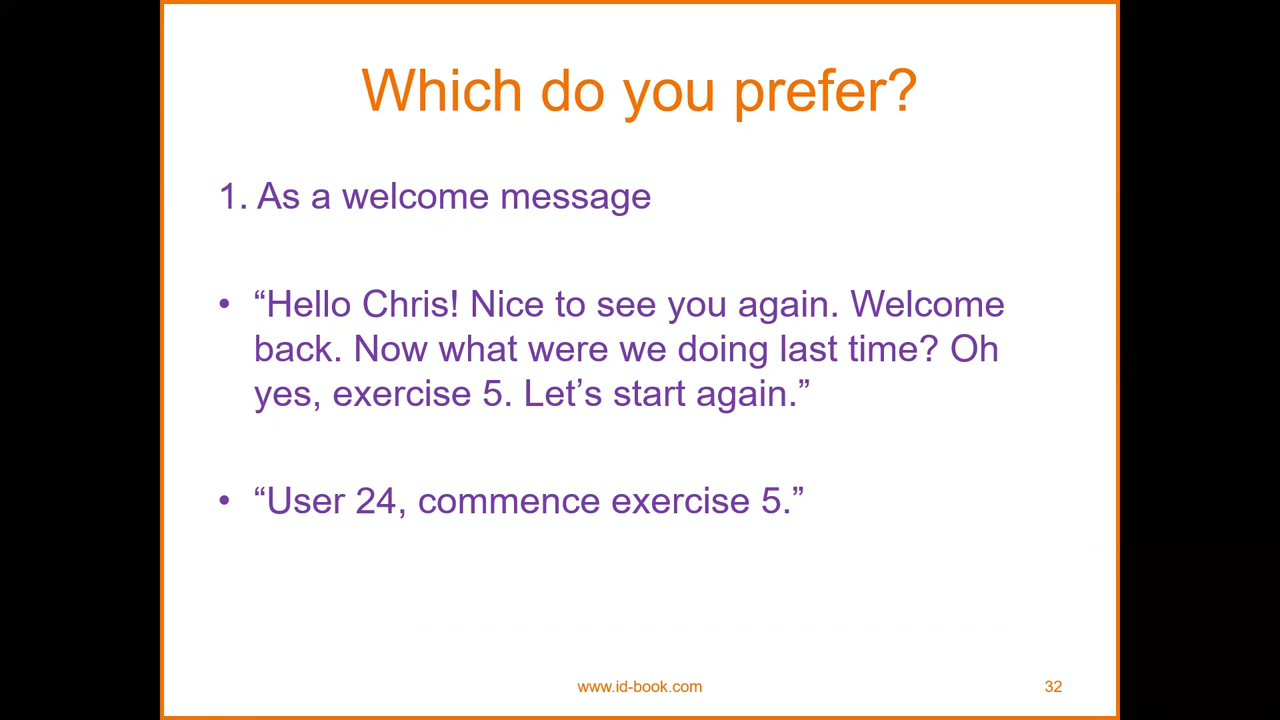 Which do you prefer?
1. As a welcome message
• “Hello Chris! Nice to see you again. Welcome
back. Now what were we doing last time? Oh
yes, exercise 5. Let’s start again.”
• “User 24, commence exercise 5.”
www.id-book.com
32